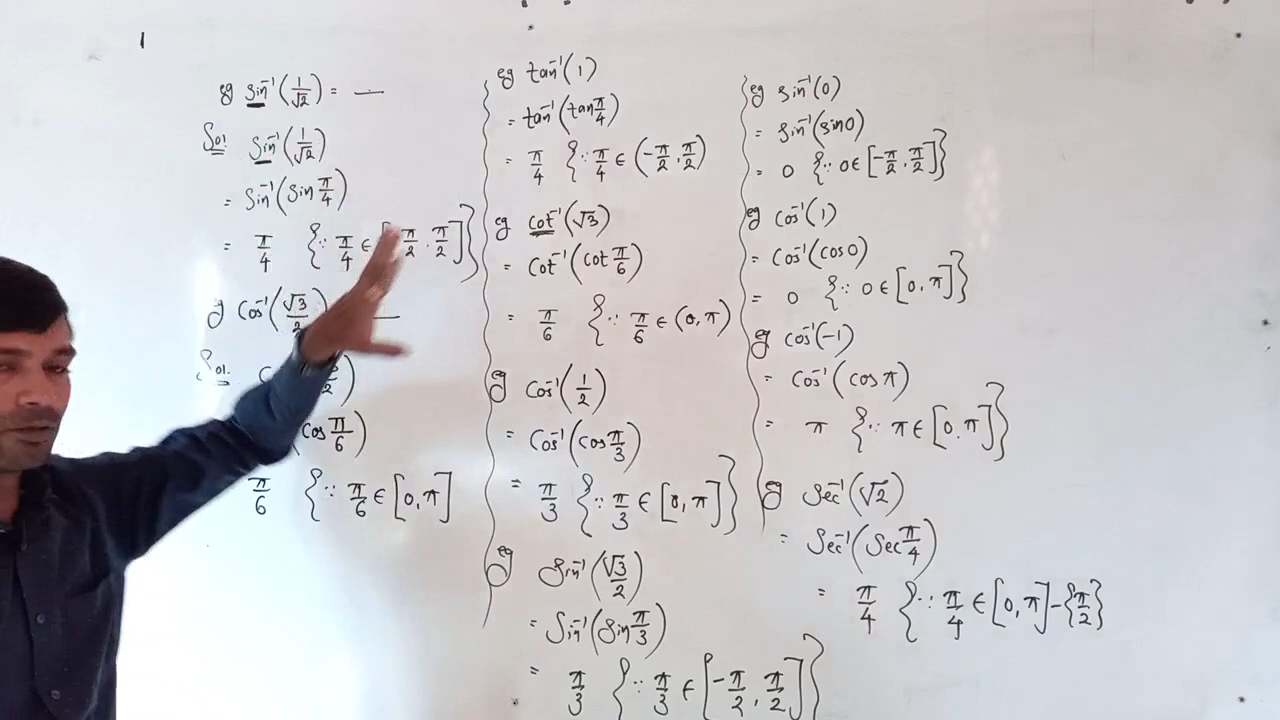 eg sin⁻¹(1/√2) = —
Sol. Sin⁻¹(1/√2)
= Sin⁻¹(Sin π/4)
= π/4 {∵ π/4 ∈ [ π/2, π/2]}
eg Cos⁻¹(√3/2) —
Sol. C /2)
(cos π/6)
π/6 {∵ π/6 ∈ [0, π]
eg tan⁻¹(1)
= tan⁻¹(tan π/4)
= π/4 {∵ π/4 ∈ (-π/2, π/2)
eg cot⁻¹(√3)
= Cot⁻¹(cot π/6)
= π/6 {∵ π/6 ∈ (0, π)
eg Cos⁻¹(1/2)
= Cos⁻¹(cos π/3)
= π/3 {∵ π/3 ∈ [0, π]}
eg Sin⁻¹(√3/2)
= Sin⁻¹(Sin π/3)
= π/3 {∵ π/3 ∈ [-π/2, π/2]}
eg Sin⁻¹(0)
= Sin⁻¹(Sin0)
= 0 {∵ 0 ∈ [-π/2, π/2]}
eg cos⁻¹(1)
= Cos⁻¹(cos0)
= 0 {∵ 0 ∈ [0, π]}
eg cos⁻¹(-1)
= Cos⁻¹(cos π)
= π {∵ π ∈ [0, π]}
eg Sec⁻¹(√2)
= Sec⁻¹(Sec π/4)
= π/4 {∵ π/4 ∈ [0, π]-{π/2}